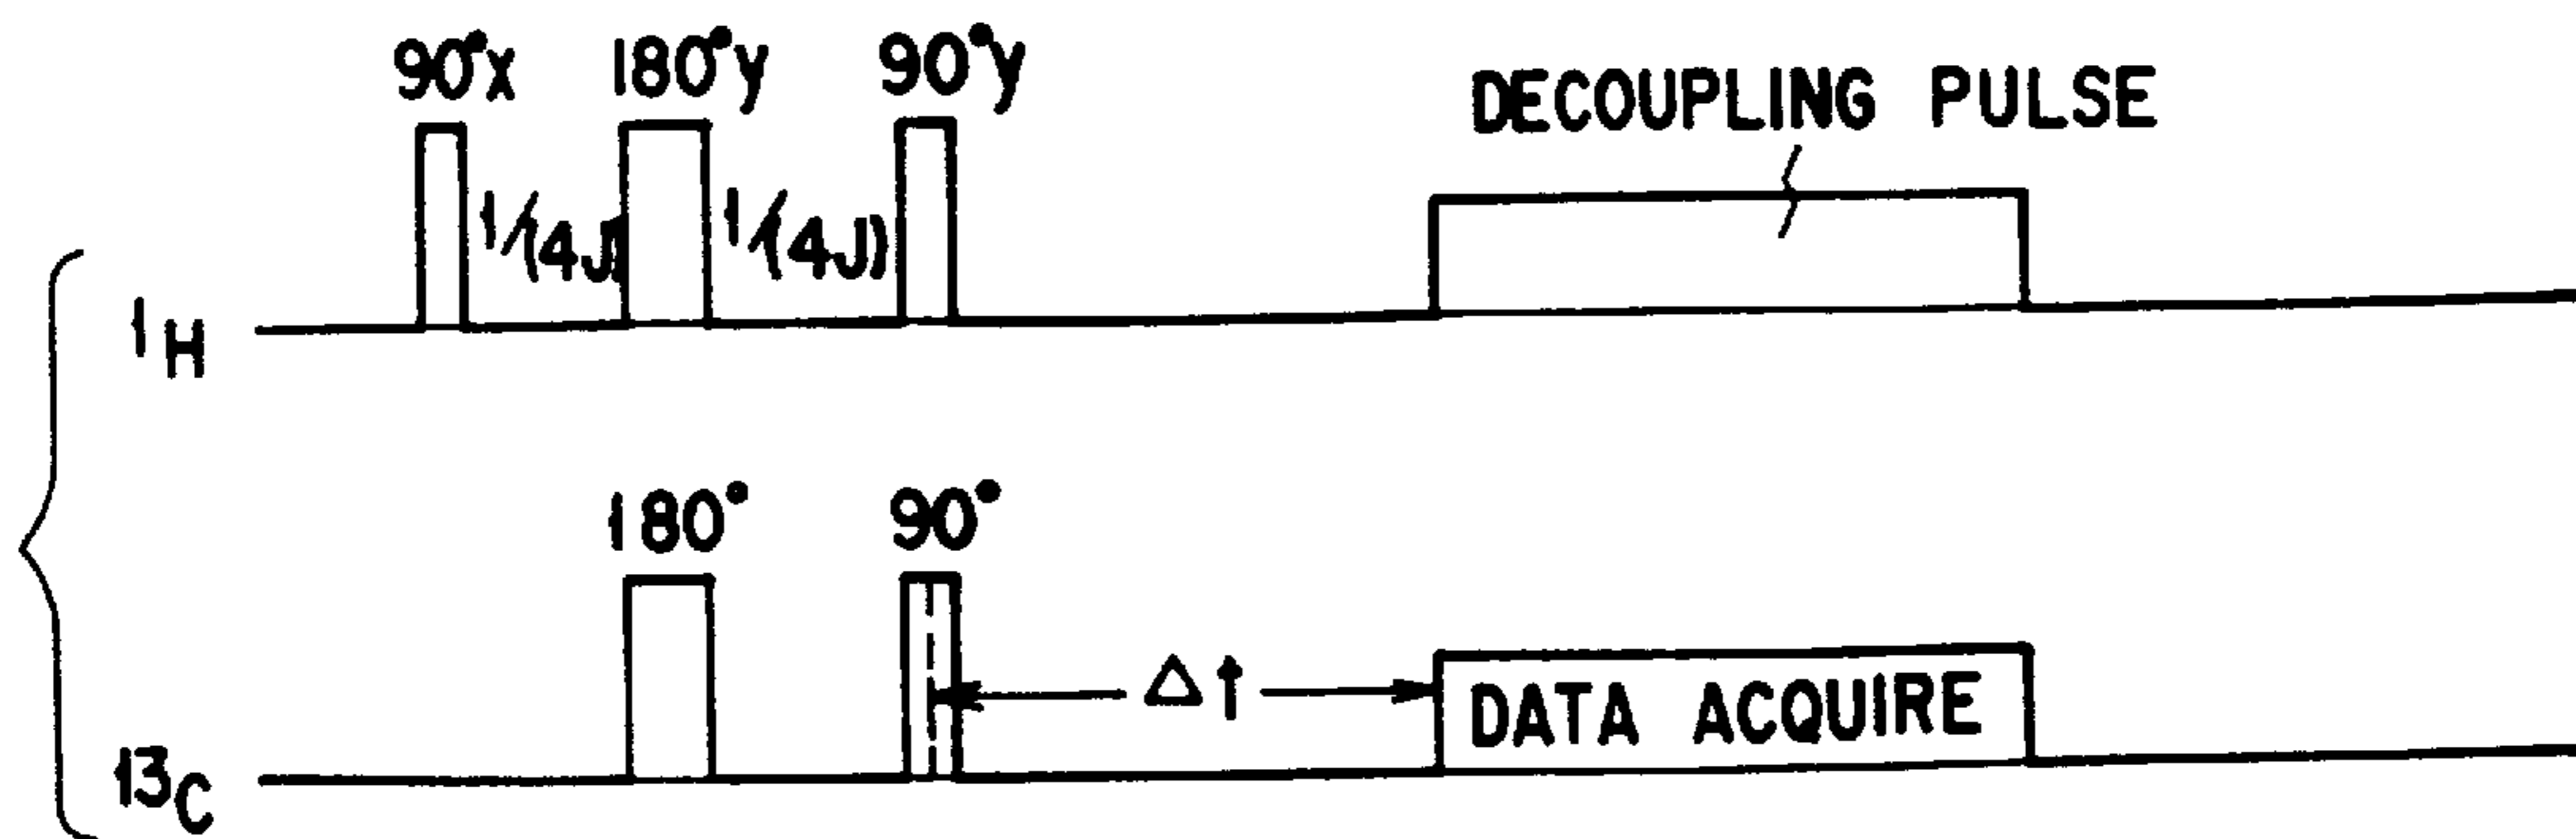 90°x 180°y 90°y DECOUPLING PULSE
1/(4J) 1/(4J)
1H
180° 90°
Δt
DATA ACQUIRE
13C